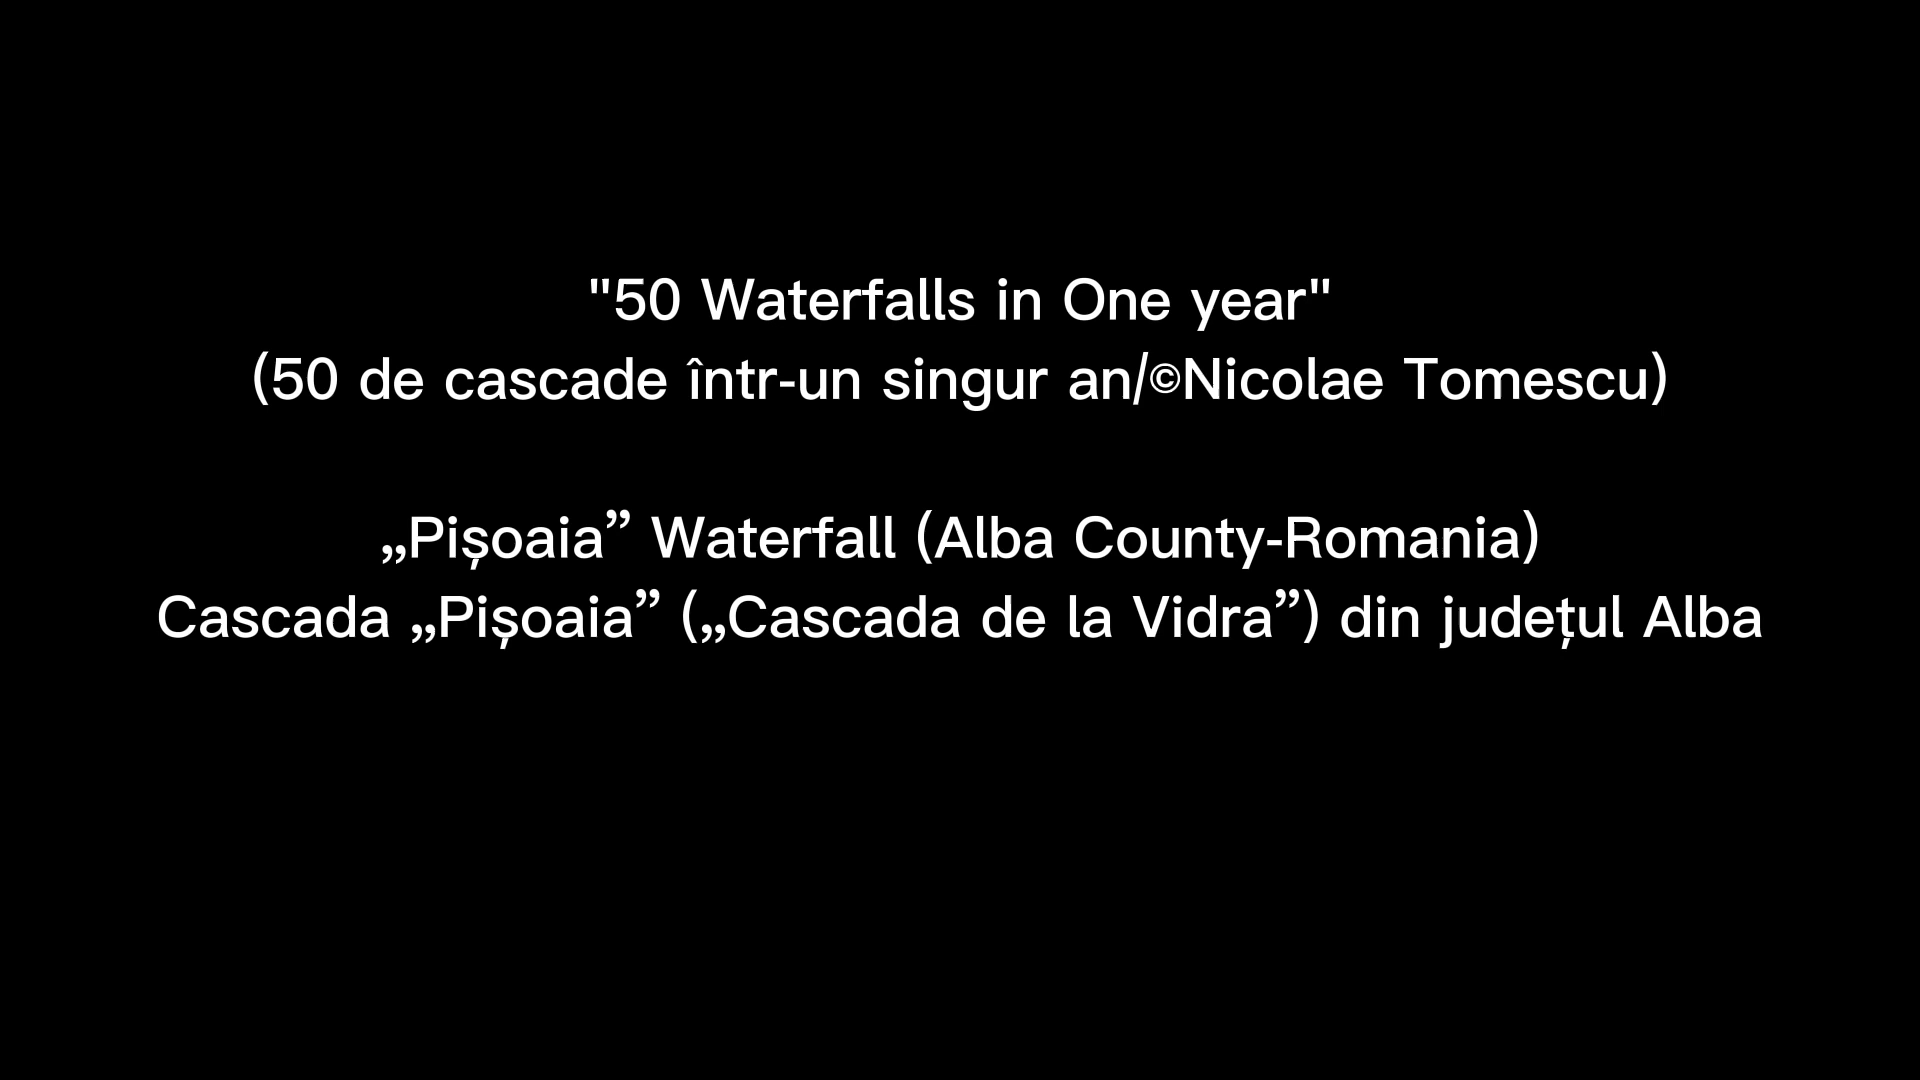 "50 Waterfalls in One year"
(50 de cascade într-un singur an/©Nicolae Tomescu)
„Pișoaia” Waterfall (Alba County-Romania)
Cascada „Pișoaia” („Cascada de la Vidra”) din județul Alba